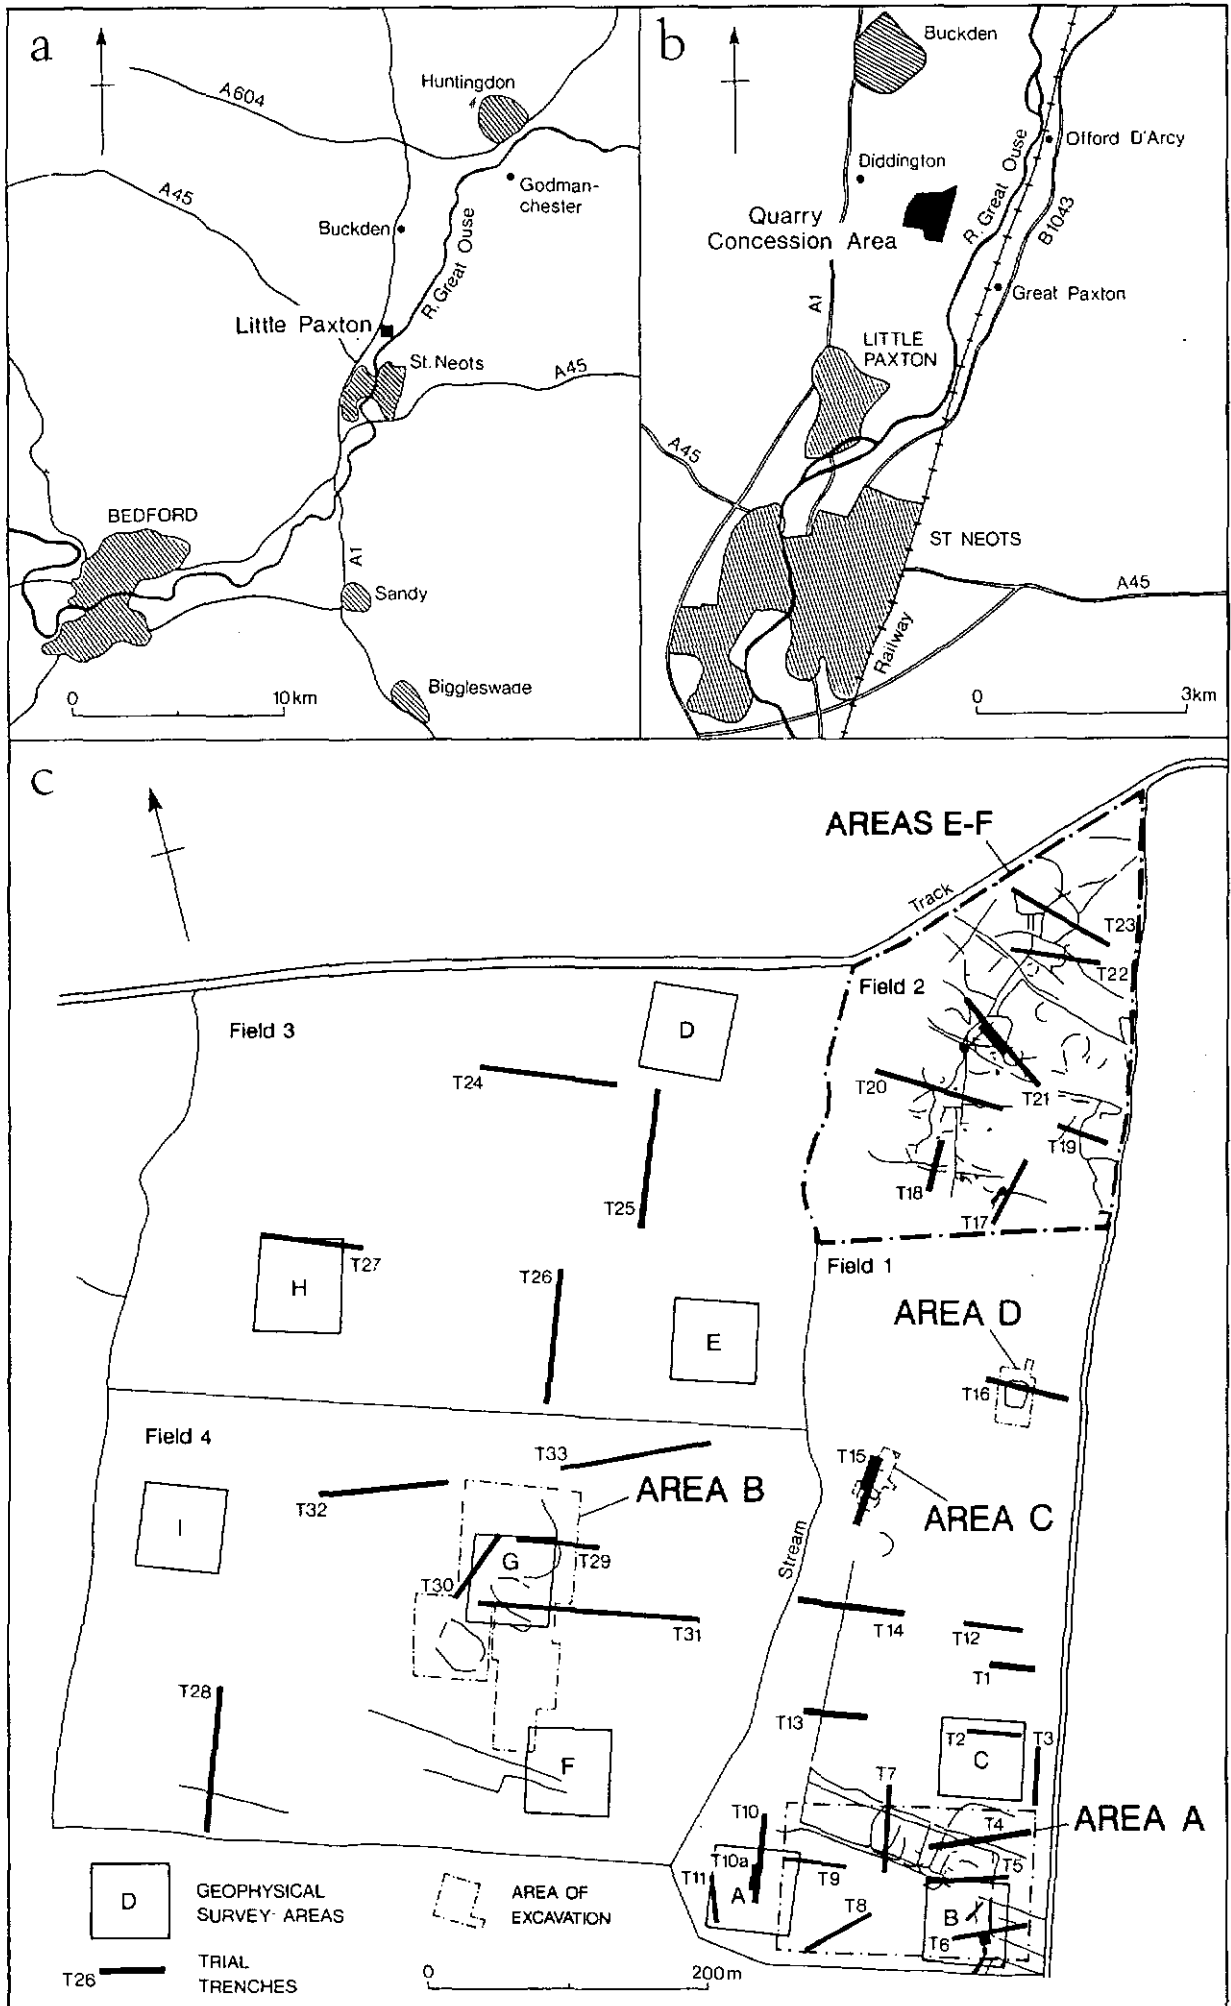 a
A604
Huntingdon
A45
Godman-
chester
Buckden
R. Great Ouse
Little Paxton
St. Neots
A45
BEDFORD
A1
Sandy
Biggleswade
0
10km
b
Buckden
Offord D'Arcy
Diddington
R. Great Ouse
Quarry
Concession Area
B1043
Great Paxton
A1
LITTLE
PAXTON
A45
ST NEOTS
A45
Railway
0
3km
c
AREAS E-F
Track
T23
T22
Field 2
Field 3
D
T24
T20
T21
T19
T25
T18
T17
T27
Field 1
H
T26
AREA D
E
T16
Field 4
T33
T15
AREA B
T32
AREA C
I
Stream
G
T29
T30
T31
T14
T12
T1
T28
T13
T2
T3
C
F
T7
T10
T4
AREA A
T10a
T5
T11
T9
A
T8
B
T6
D
GEOPHYSICAL
SURVEY AREAS
AREA OF
EXCAVATION
T26
TRIAL
TRENCHES
0
200m